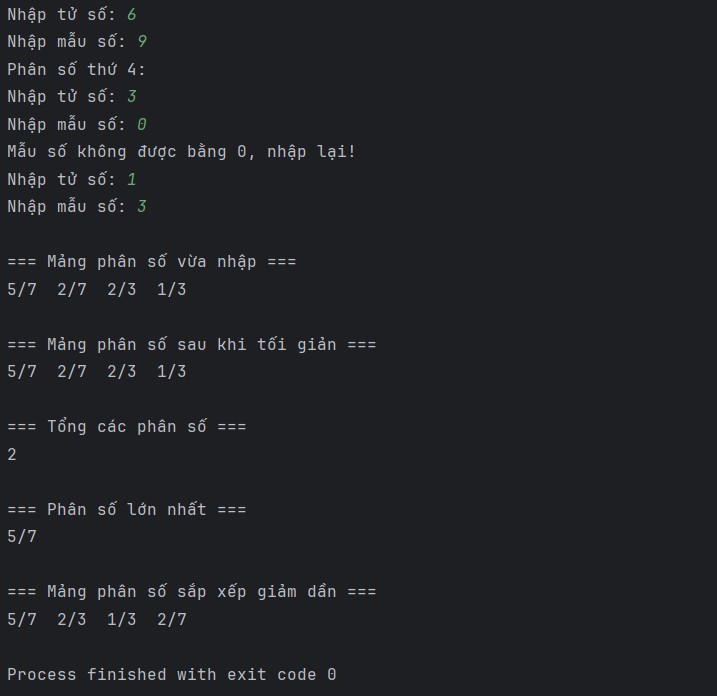 Nhập tử số: 6
Nhập mẫu số: 9
Phân số thứ 4:
Nhập tử số: 3
Nhập mẫu số: 0
Mẫu số không được bằng 0, nhập lại!
Nhập tử số: 1
Nhập mẫu số: 3
=== Mảng phân số vừa nhập ===
5/7  2/7  2/3  1/3
=== Mảng phân số sau khi tối giản ===
5/7  2/7  2/3  1/3
=== Tổng các phân số ===
2
=== Phân số lớn nhất ===
5/7
=== Mảng phân số sắp xếp giảm dần ===
5/7  2/3  1/3  2/7
Process finished with exit code 0